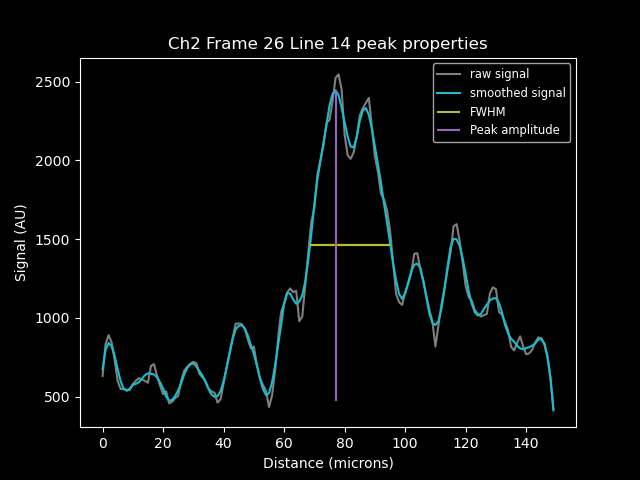 Ch2 Frame 26 Line 14 peak properties
raw signal
smoothed signal
FWHM
Peak amplitude
Signal (AU)
2500
2000
1500
1000
500
0 20 40 60 80 100 120 140
Distance (microns)